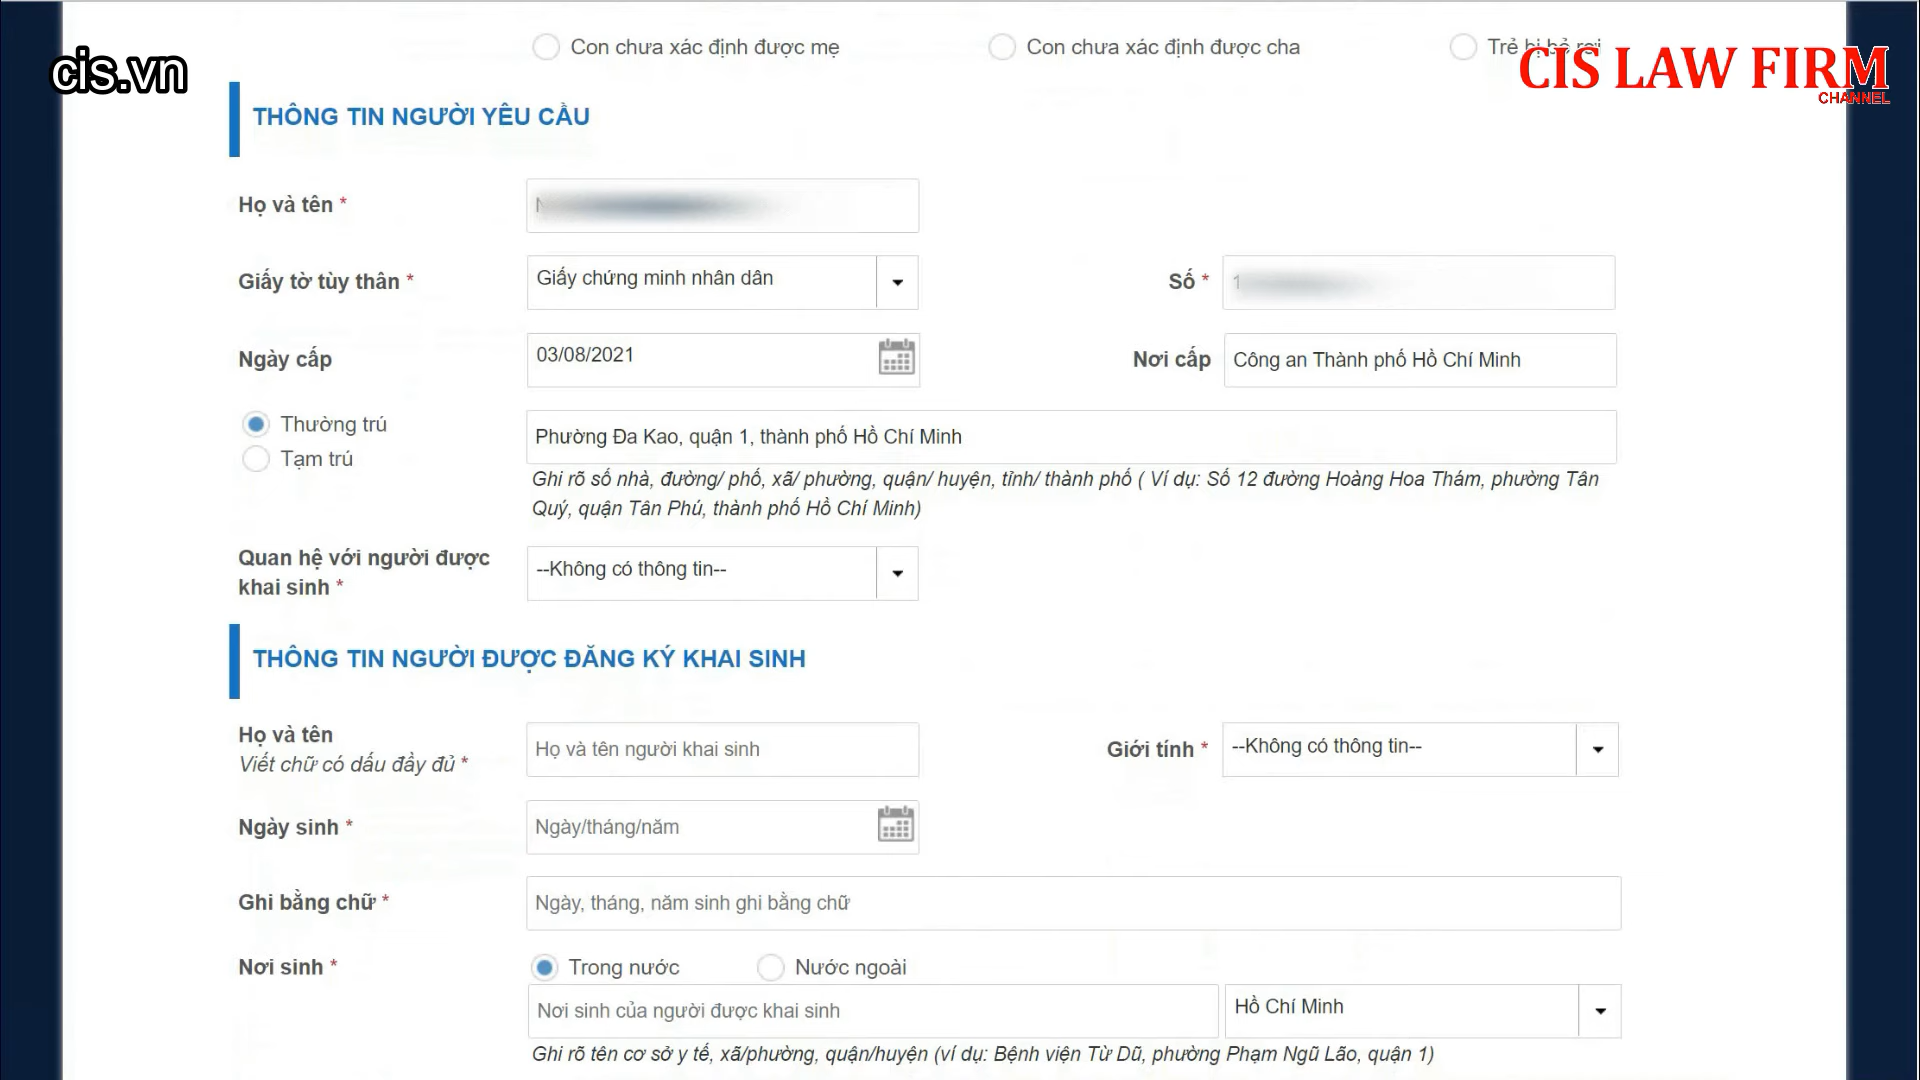 Con chưa xác định được mẹ
Con chưa xác định được cha
Trẻ bị bỏ rơi
cis.vn
CIS LAW FIRM
CHANNEL
THÔNG TIN NGƯỜI YÊU CẦU
Họ và tên *
Giấy tờ tùy thân *
Giấy chứng minh nhân dân
Số *
Ngày cấp
03/08/2021
Nơi cấp
Công an Thành phố Hồ Chí Minh
Thường trú
Phường Đa Kao, quận 1, thành phố Hồ Chí Minh
Tạm trú
Ghi rõ số nhà, đường/ phố, xã/ phường, quận/ huyện, tỉnh/ thành phố ( Ví dụ: Số 12 đường Hoàng Hoa Thám, phường Tân
Quý, quận Tân Phú, thành phố Hồ Chí Minh)
Quan hệ với người được
khai sinh *
--Không có thông tin--
THÔNG TIN NGƯỜI ĐƯỢC ĐĂNG KÝ KHAI SINH
Họ và tên
Viết chữ có dấu đầy đủ *
Họ và tên người khai sinh
Giới tính *
--Không có thông tin--
Ngày sinh *
Ngày/tháng/năm
Ghi bằng chữ *
Ngày, tháng, năm sinh ghi bằng chữ
Nơi sinh *
Trong nước
Nước ngoài
Nơi sinh của người được khai sinh
Hồ Chí Minh
Ghi rõ tên cơ sở y tế, xã/phường, quận/huyện (ví dụ: Bệnh viện Từ Dũ, phường Phạm Ngũ Lão, quận 1)